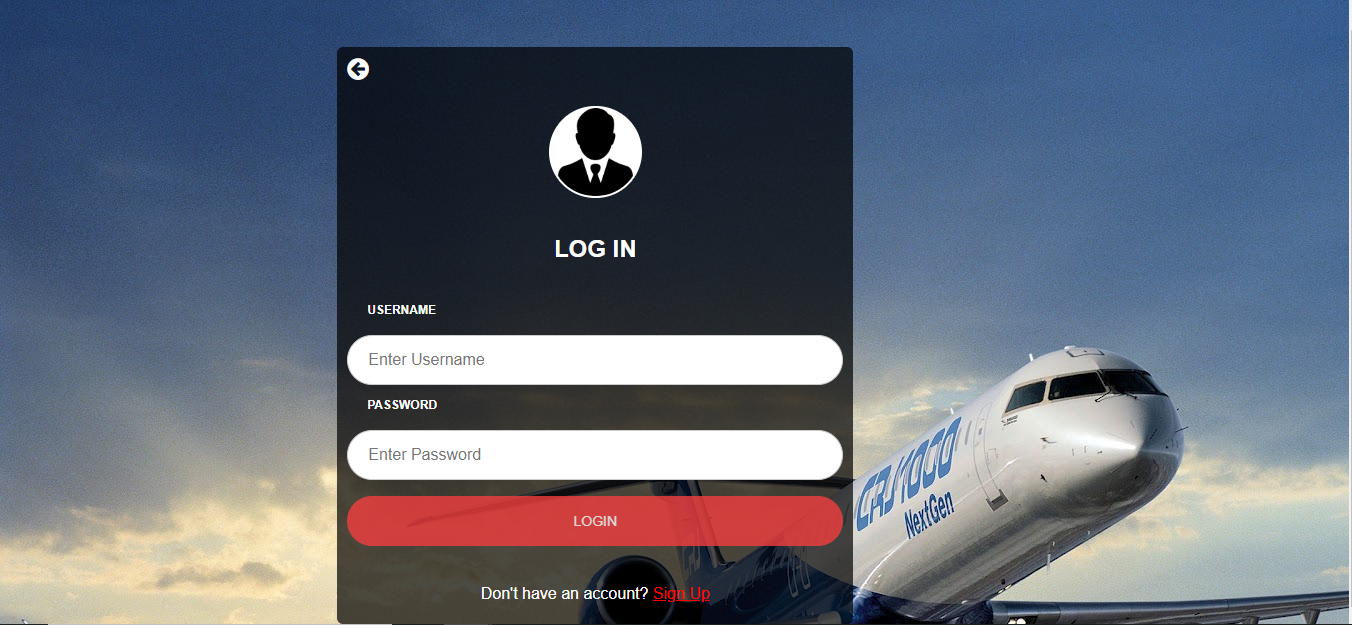 LOG IN
USERNAME
Enter Username
PASSWORD
Enter Password
LOGIN
Don't have an account? Sign Up
CRJ1000
NextGen